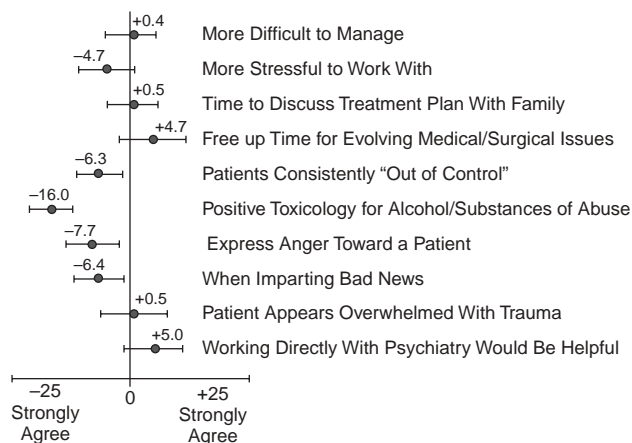 +0.4 More Difficult to Manage
–4.7 More Stressful to Work With
+0.5 Time to Discuss Treatment Plan With Family
+4.7 Free up Time for Evolving Medical/Surgical Issues
–6.3 Patients Consistently “Out of Control”
–16.0 Positive Toxicology for Alcohol/Substances of Abuse
–7.7 Express Anger Toward a Patient
–6.4 When Imparting Bad News
+0.5 Patient Appears Overwhelmed With Trauma
+5.0 Working Directly With Psychiatry Would Be Helpful
–25 0 +25
Strongly Strongly
Agree Agree